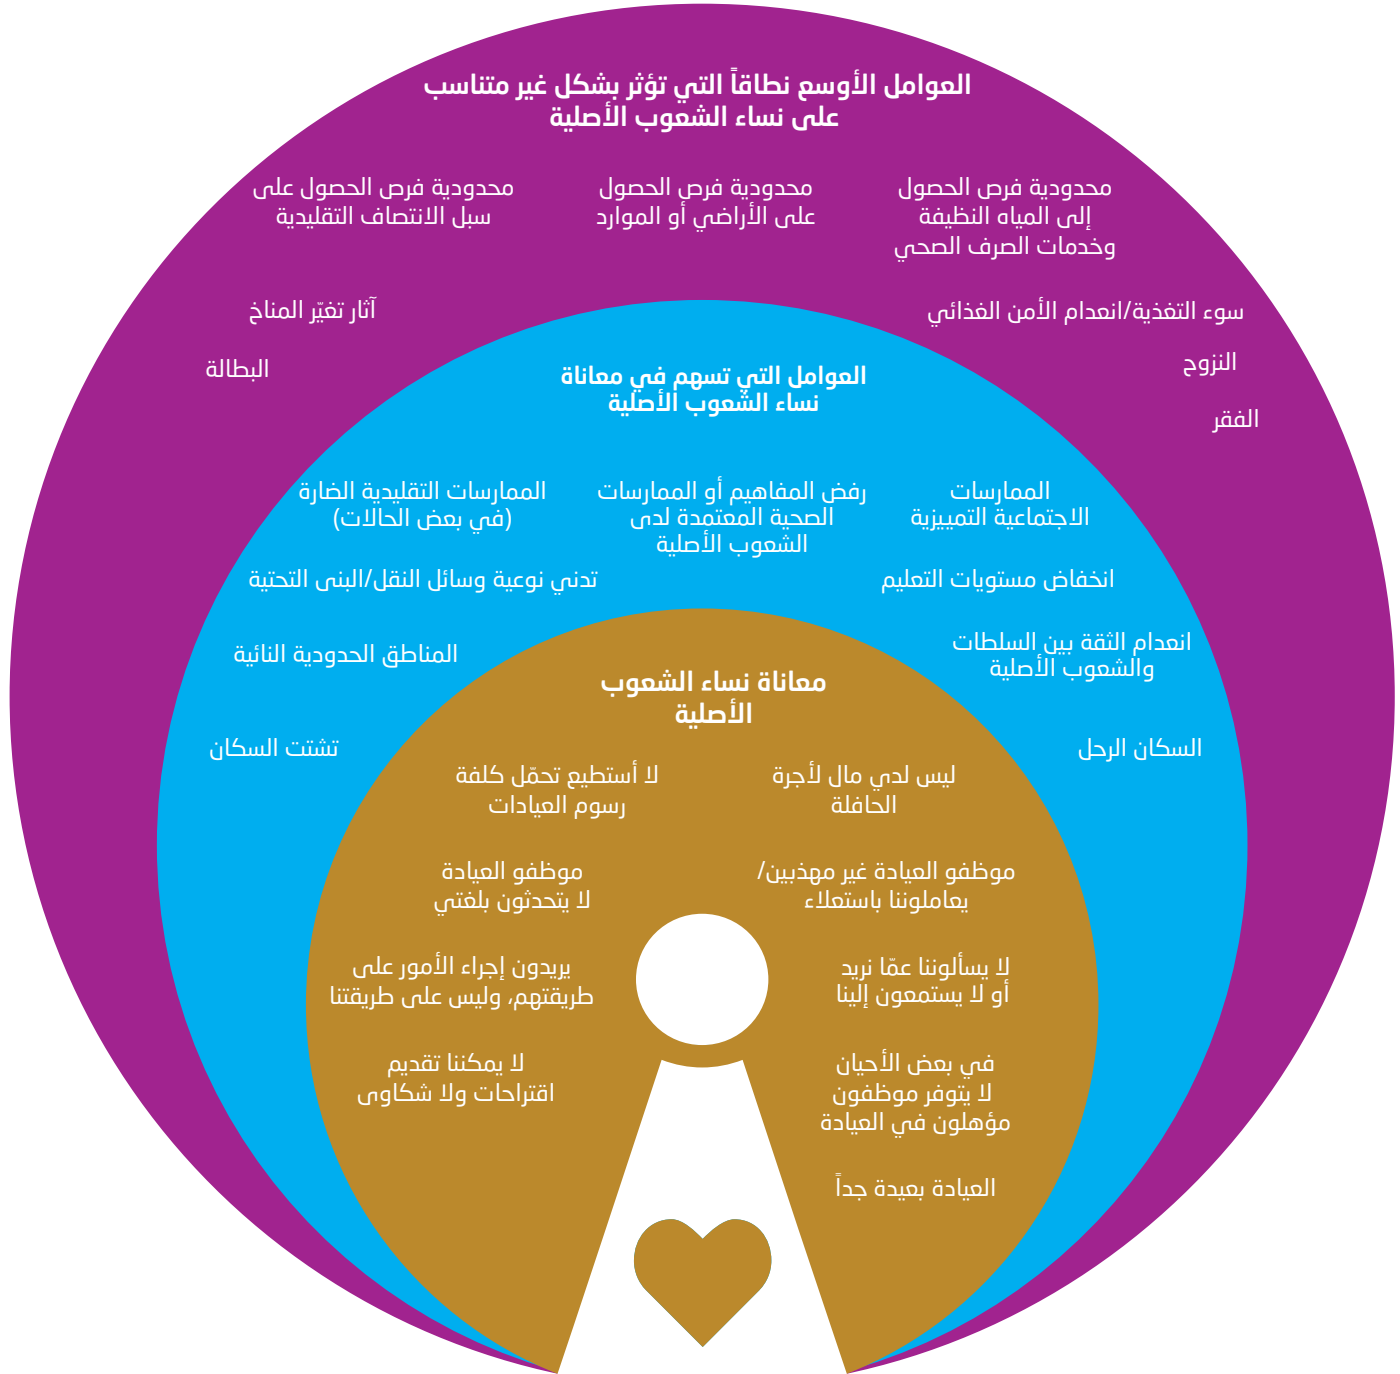 العوامل الأوسع نطاقاً التي تؤثر بشكل غير متناسب
على نساء الشعوب الأصلية
محدودية فرص الحصول
إلى المياه النظيفة
وخدمات الصرف الصحي
محدودية فرص الحصول
على الأراضي أو الموارد
محدودية فرص الحصول على
سبل الانتصاف التقليدية
سوء التغذية/انعدام الأمن الغذائي
آثار تغيّر المناخ
النزوح
البطالة
الفقر
العوامل التي تسهم في معاناة
نساء الشعوب الأصلية
الممارسات
الاجتماعية التمييزية
رفض المفاهيم أو الممارسات
الصحية المعتمدة لدى
الشعوب الأصلية
الممارسات التقليدية الضارة
(في بعض الحالات)
انخفاض مستويات التعليم
تدني نوعية وسائل النقل/البنى التحتية
انعدام الثقة بين السلطات
والشعوب الأصلية
المناطق الحدودية النائية
السكان الرحل
تشتت السكان
معاناة نساء الشعوب
الأصلية
ليس لدي مال لأجرة
الحافلة
لا أستطيع تحمّل كلفة
رسوم العيادات
موظفو العيادة غير مهذبين/
يعاملوننا باستعلاء
موظفو العيادة
لا يتحدثون بلغتي
لا يسألوننا عمّا نريد
أو لا يستمعون إلينا
يريدون إجراء الأمور على
طريقتهم، وليس على طريقتنا
في بعض الأحيان
لا يتوفر موظفون
مؤهلون في العيادة
لا يمكننا تقديم
اقتراحات ولا شكاوى
العيادة بعيدة جداً